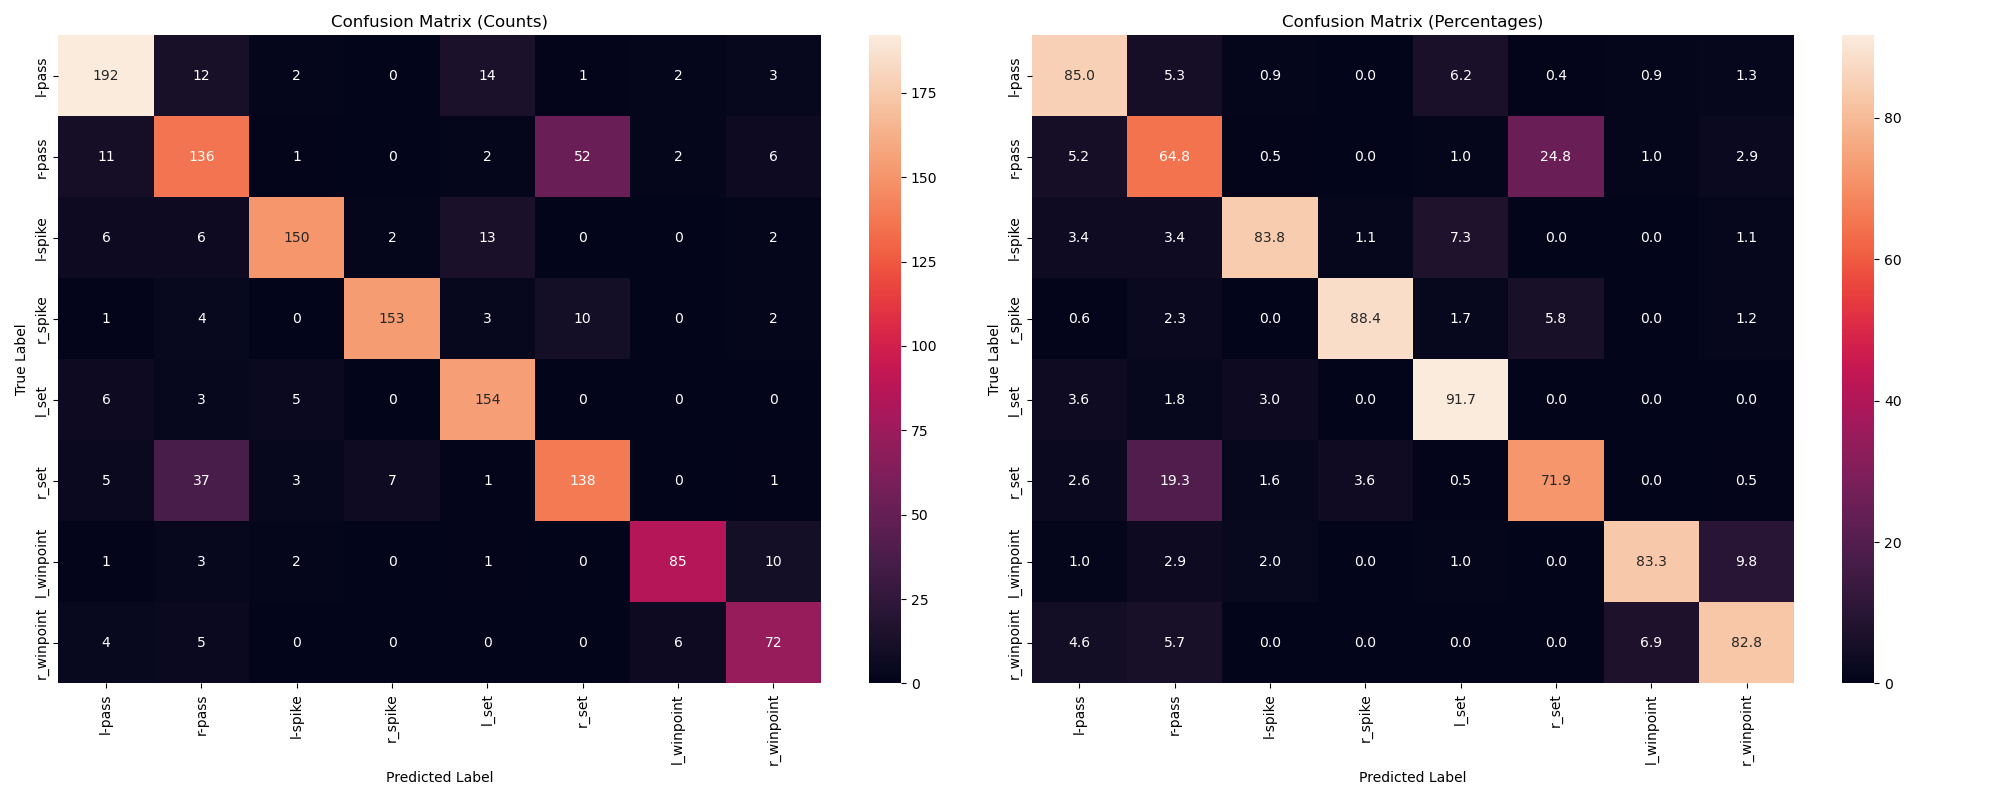 Confusion Matrix (Counts)
True Label
l-pass 192 12 2 0 14 1 2 3
r-pass 11 136 1 0 2 52 2 6
l-spike 6 6 150 2 13 0 0 2
r_spike 1 4 0 153 3 10 0 2
l_set 6 3 5 0 154 0 0 0
r_set 5 37 3 7 1 138 0 1
l_winpoint 1 3 2 0 1 0 85 10
r_winpoint 4 5 0 0 0 0 6 72
l-pass r-pass l-spike r_spike l_set r_set l_winpoint r_winpoint
Predicted Label
175
150
125
100
75
50
25
0
Confusion Matrix (Percentages)
True Label
l-pass 85.0 5.3 0.9 0.0 6.2 0.4 0.9 1.3
r-pass 5.2 64.8 0.5 0.0 1.0 24.8 1.0 2.9
l-spike 3.4 3.4 83.8 1.1 7.3 0.0 0.0 1.1
r_spike 0.6 2.3 0.0 88.4 1.7 5.8 0.0 1.2
l_set 3.6 1.8 3.0 0.0 91.7 0.0 0.0 0.0
r_set 2.6 19.3 1.6 3.6 0.5 71.9 0.0 0.5
l_winpoint 1.0 2.9 2.0 0.0 1.0 0.0 83.3 9.8
r_winpoint 4.6 5.7 0.0 0.0 0.0 0.0 6.9 82.8
l-pass r-pass l-spike r_spike l_set r_set l_winpoint r_winpoint
Predicted Label
80
60
40
20
0